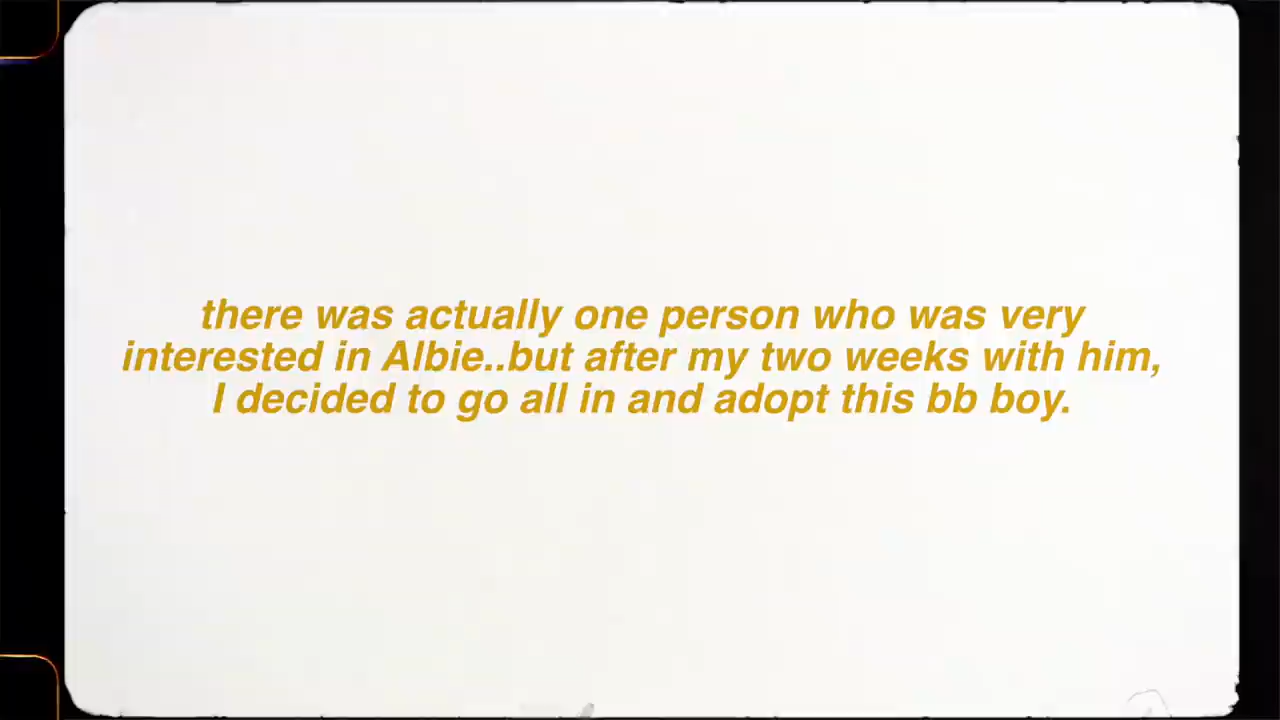 there was actually one person who was very
interested in Albie..but after my two weeks with him,
I decided to go all in and adopt this bb boy.